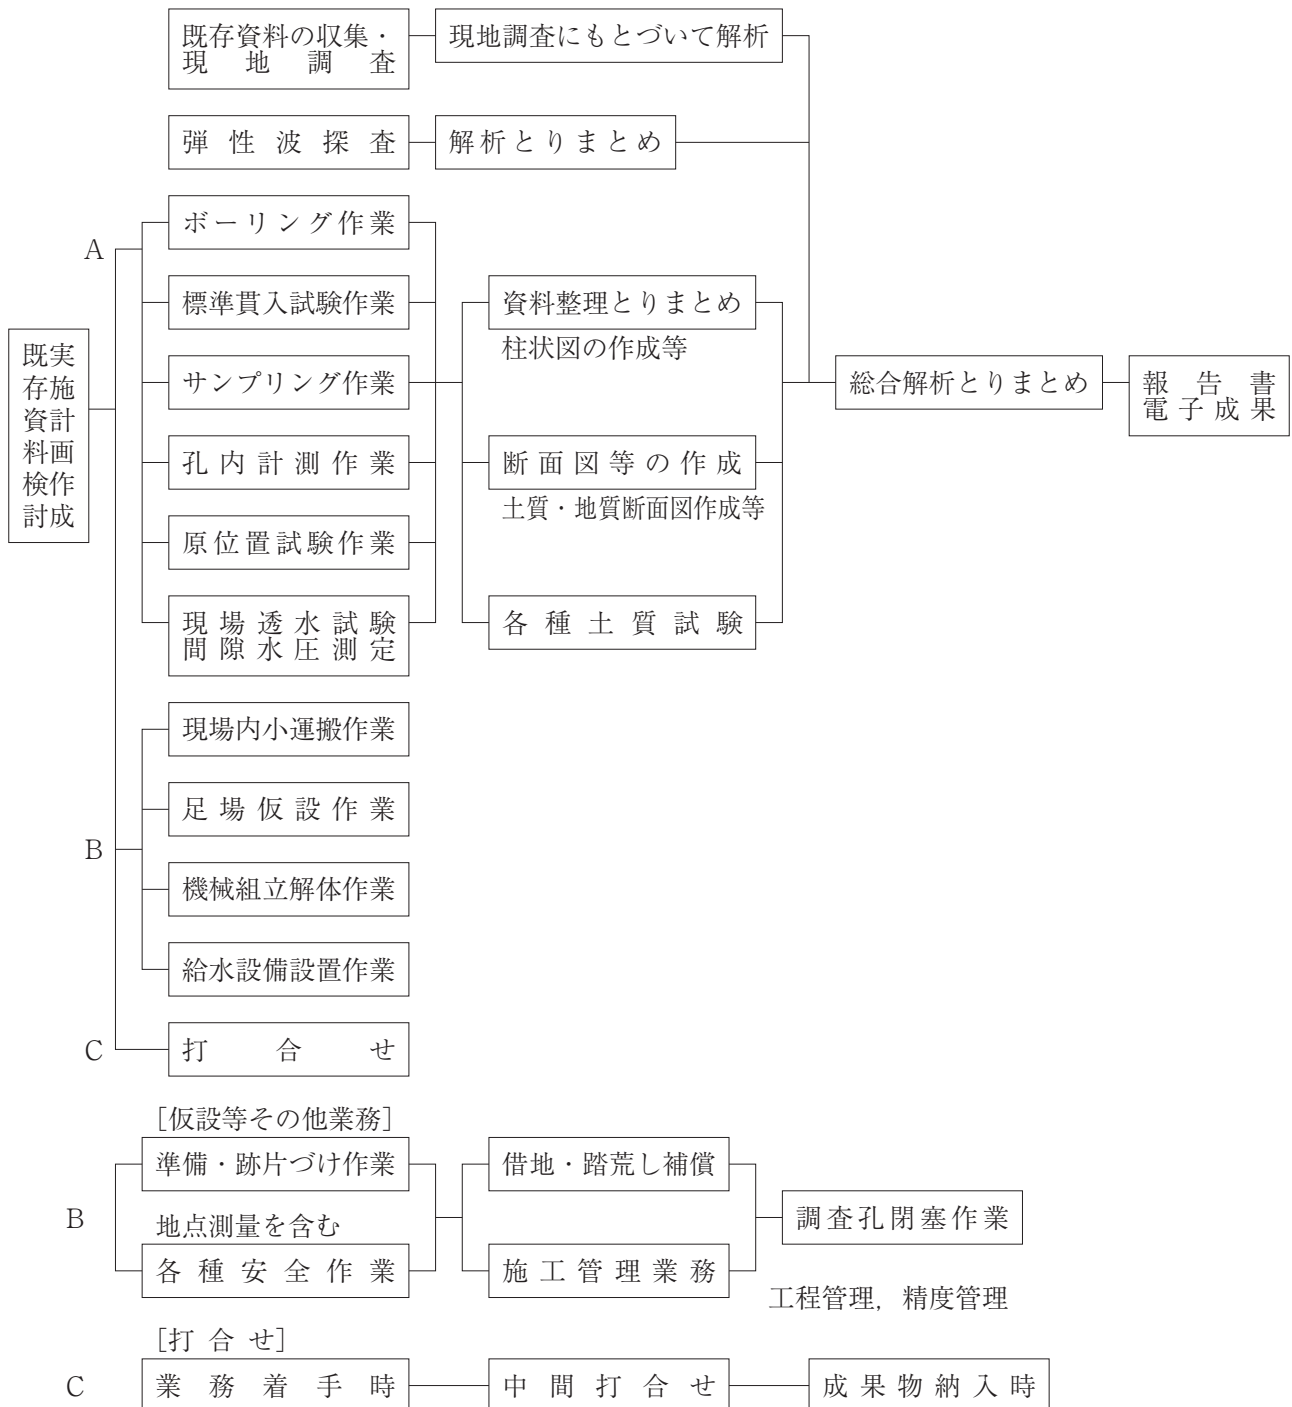 既存資料の収集・
現地調査
現地調査にもとづいて解析
弾性波探査
解析とりまとめ
A
ボーリング作業
標準貫入試験作業
サンプリング作業
孔内計測作業
原位置試験作業
現場透水試験
間隙水圧測定
資料整理とりまとめ
柱状図の作成等
断面図等の作成
土質・地質断面図作成等
各種土質試験
総合解析とりまとめ
報告書
電子成果
実施計画作成
既存資料検討
B
現場内小運搬作業
足場仮設作業
機械組立解体作業
給水設備設置作業
C
打合せ
[仮設等その他業務]
B
準備・跡片づけ作業
地点測量を含む
各種安全作業
借地・踏荒し補償
施工管理業務
調査孔閉塞作業
工程管理,精度管理
[打合せ]
C
業務着手時
中間打合せ
成果物納入時